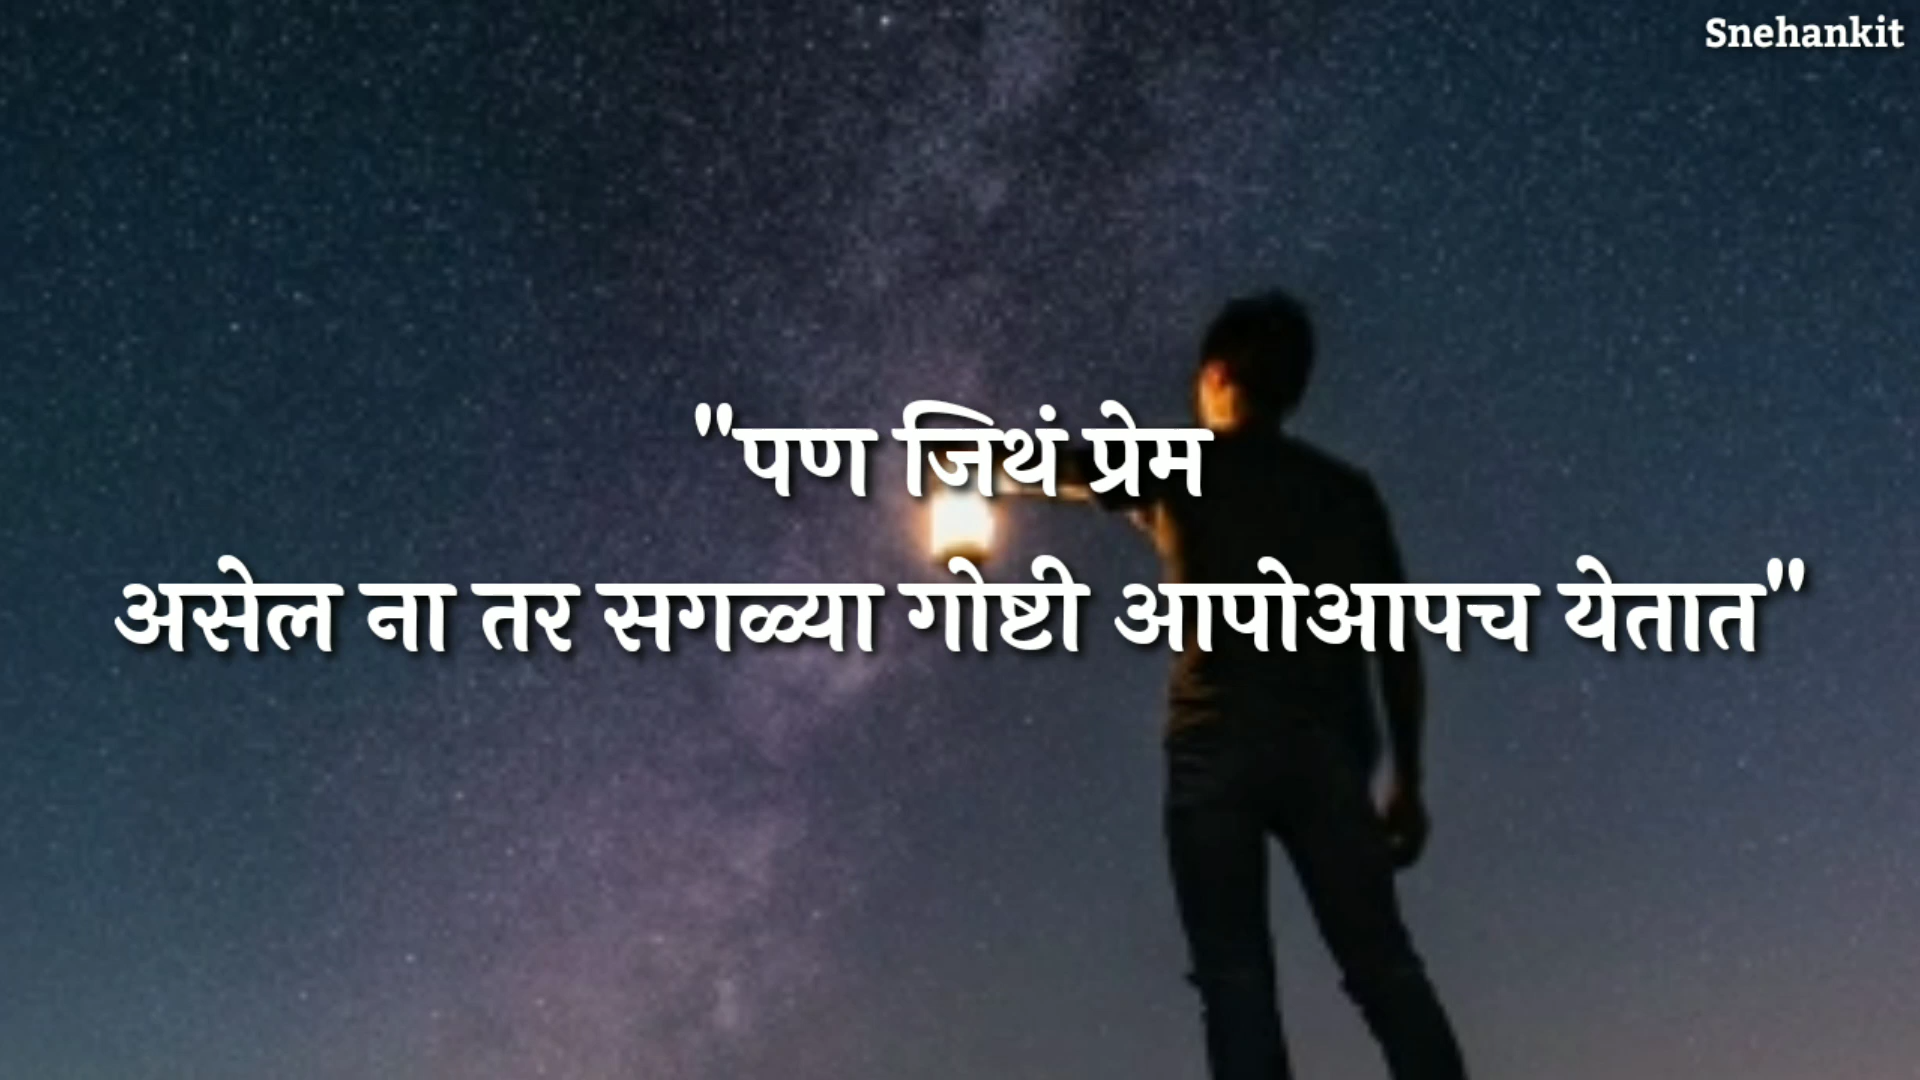 Snehankit
"पण जिथं प्रेम
असेल ना तर सगळ्या गोष्टी आपोआपच येतात"